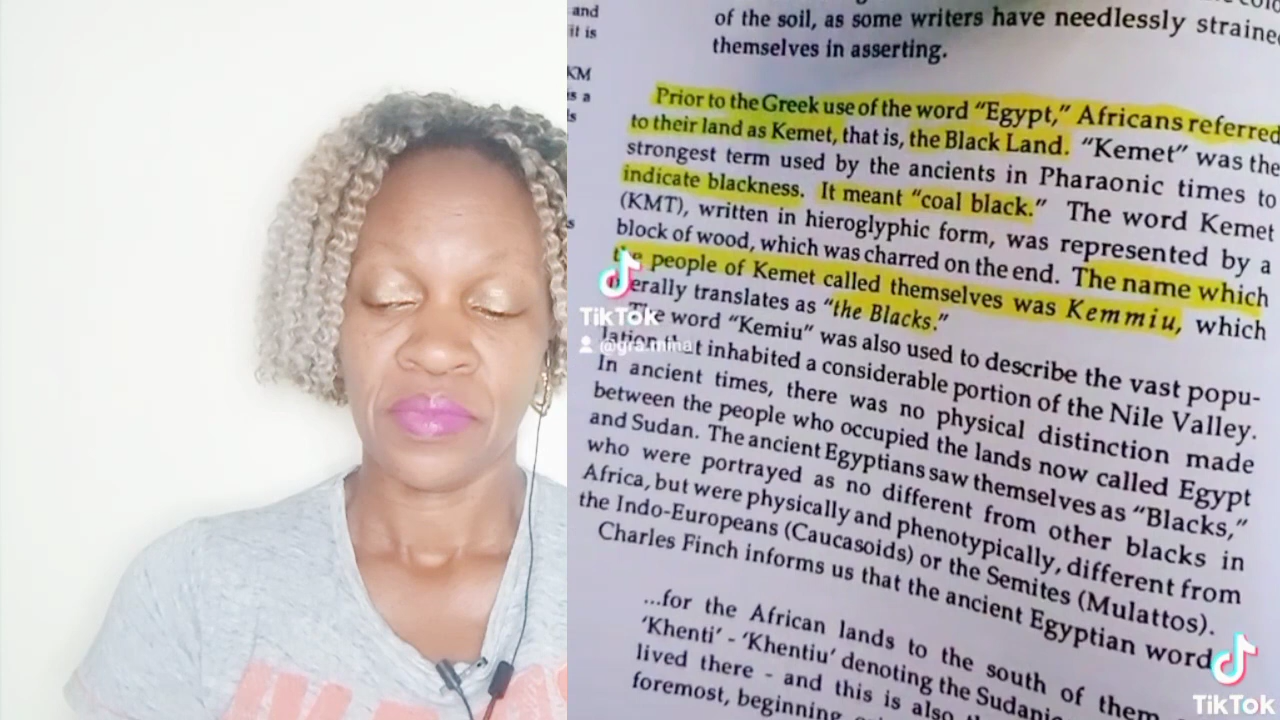 and
it is
KM
s a
s
of the soil, as some writers have needlessly strained
themselves in asserting.
Prior to the Greek use of the word “Egypt,” Africans referred
to their land as Kemet, that is, the Black Land. “Kemet” was the
strongest term used by the ancients in Pharaonic times to
indicate blackness. It meant “coal black.” The word Kemet
(KMT), written in hieroglyphic form, was represented by a
block of wood, which was charred on the end. The name which
the people of Kemet called themselves was Kemmiu, which
literally translates as “the Blacks.”
The word “Kemiu” was also used to describe the vast popu-
lation that inhabited a considerable portion of the Nile Valley.
In ancient times, there was no physical distinction made
between the people who occupied the lands now called Egypt
and Sudan. The ancient Egyptians saw themselves as “Blacks,”
who were portrayed as no different from other blacks in
Africa, but were physically and phenotypically, different from
the Indo-Europeans (Caucasoids) or the Semites (Mulattos).
Charles Finch informs us that the ancient Egyptian word
...for the African lands to the south of them
‘Khenti’ - ‘Khentiu’ denoting the
lived there - and this is also
foremost, beginning
TikTok
TikTok